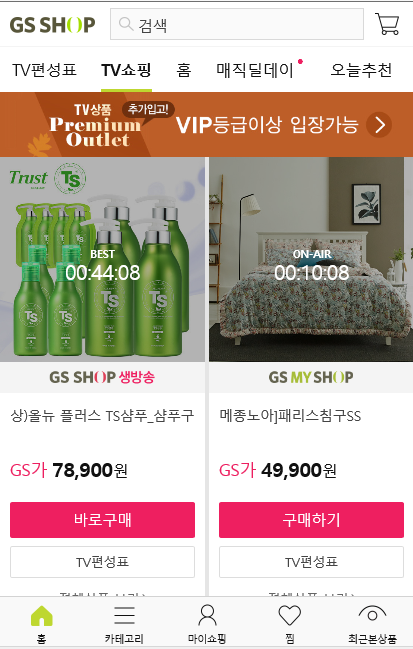 GS SHOP
검색
TV편성표 TV쇼핑 홈 매직딜데이 오늘추천
TV상품 추가입고!
Premium
Outlet
VIP등급이상 입장가능
Trust TS
TS
TS
TS
TS
BEST
00:44:08
ON-AIR
00:10:08
GS SHOP 생방송
GS MY SHOP
상)올뉴 플러스 TS샴푸_샴푸구
메종노아]패리스침구SS
GS가 78,900원
GS가 49,900원
바로구매
구매하기
TV편성표
TV편성표
홈 카테고리 마이쇼핑 찜 최근본상품